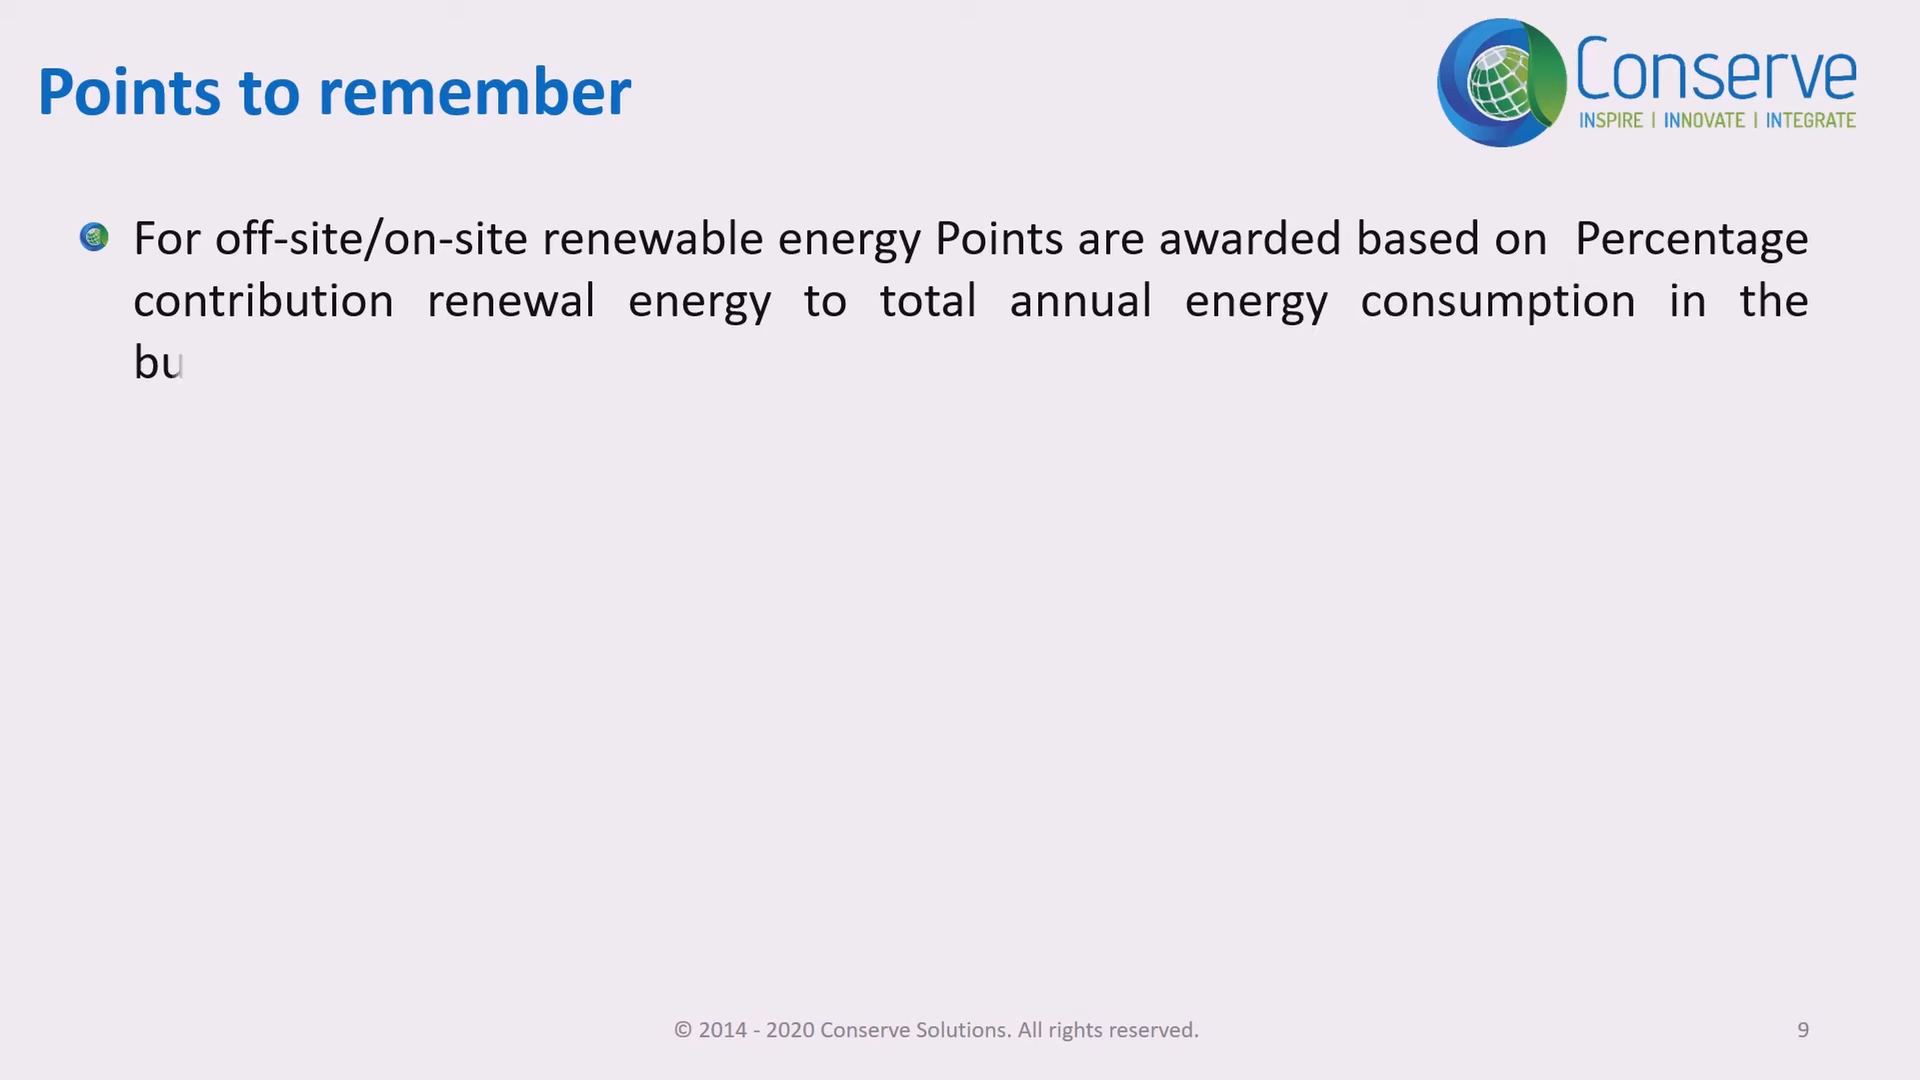 Points to remember
Conserve
INSPIRE | INNOVATE | INTEGRATE
For off-site/on-site renewable energy Points are awarded based on Percentage
contribution renewal energy to total annual energy consumption in the
bu
© 2014 - 2020 Conserve Solutions. All rights reserved.
9